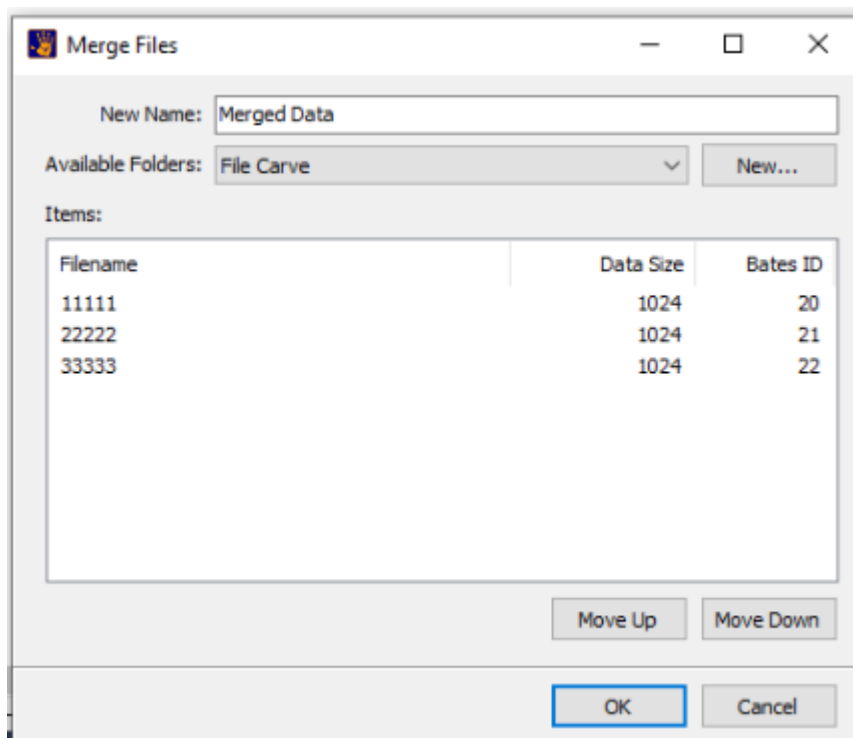 Merge Files
New Name: Merged Data
Available Folders: File Carve New...
Items:
Filename Data Size Bates ID
11111 1024 20
22222 1024 21
33333 1024 22
Move Up Move Down
OK Cancel